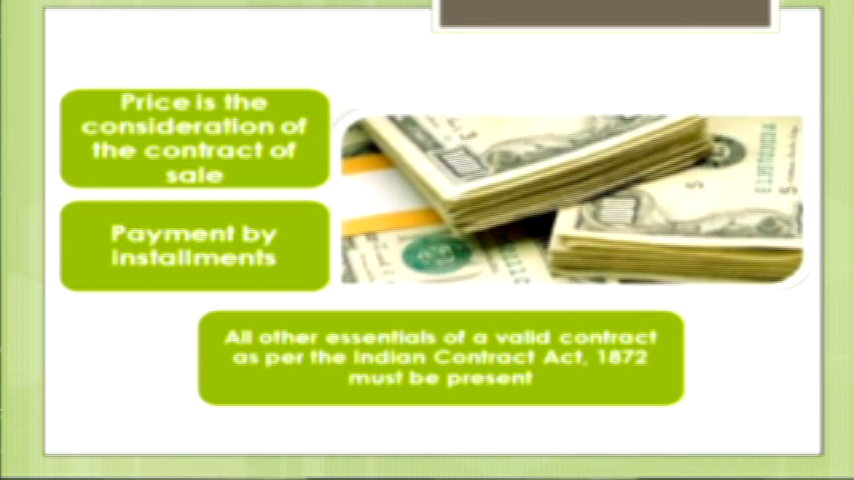 Price is the
consideration of
the contract of
sale
Payment by
installments
All other essentials of a valid contract
as per the Indian Contract Act, 1872
must be present